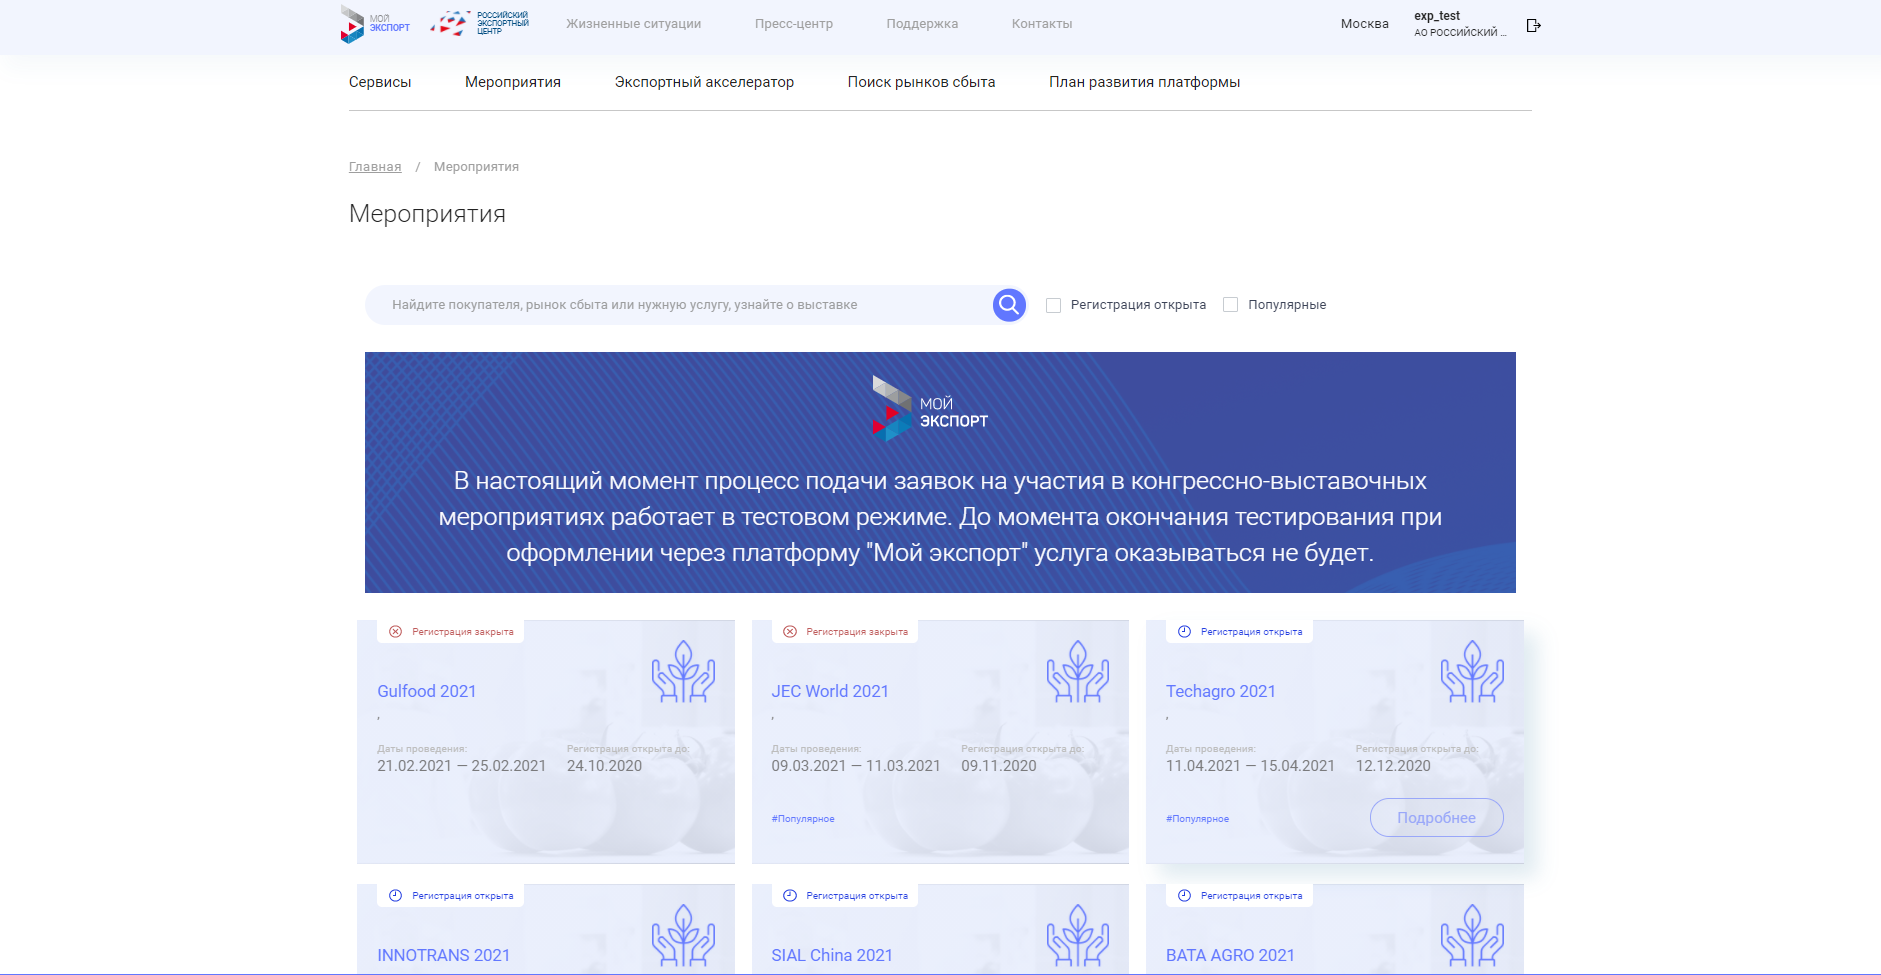 МОЙ
ЭКСПОРТ
РОССИЙСКИЙ
ЭКСПОРТНЫЙ
ЦЕНТР
Жизненные ситуации
Пресс-центр
Поддержка
Контакты
Москва
exp_test
АО РОССИЙСКИЙ ...
Сервисы
Мероприятия
Экспортный акселератор
Поиск рынков сбыта
План развития платформы
Главная / Мероприятия
Мероприятия
Найдите покупателя, рынок сбыта или нужную услугу, узнайте о выставке
Регистрация открыта
Популярные
МОЙ
ЭКСПОРТ
В настоящий момент процесс подачи заявок на участия в конгрессно-выставочных
мероприятиях работает в тестовом режиме. До момента окончания тестирования при
оформлении через платформу "Мой экспорт" услуга оказываться не будет.
Регистрация закрыта
Gulfood 2021
,
Даты проведения:
21.02.2021 — 25.02.2021
Регистрация открыта до:
24.10.2020
Регистрация закрыта
JEC World 2021
,
Даты проведения:
09.03.2021 — 11.03.2021
Регистрация открыта до:
09.11.2020
#Популярное
Регистрация открыта
Techagro 2021
,
Даты проведения:
11.04.2021 — 15.04.2021
Регистрация открыта до:
12.12.2020
#Популярное
Подробнее
Регистрация открыта
INNOTRANS 2021
Регистрация открыта
SIAL China 2021
Регистрация открыта
BATA AGRO 2021